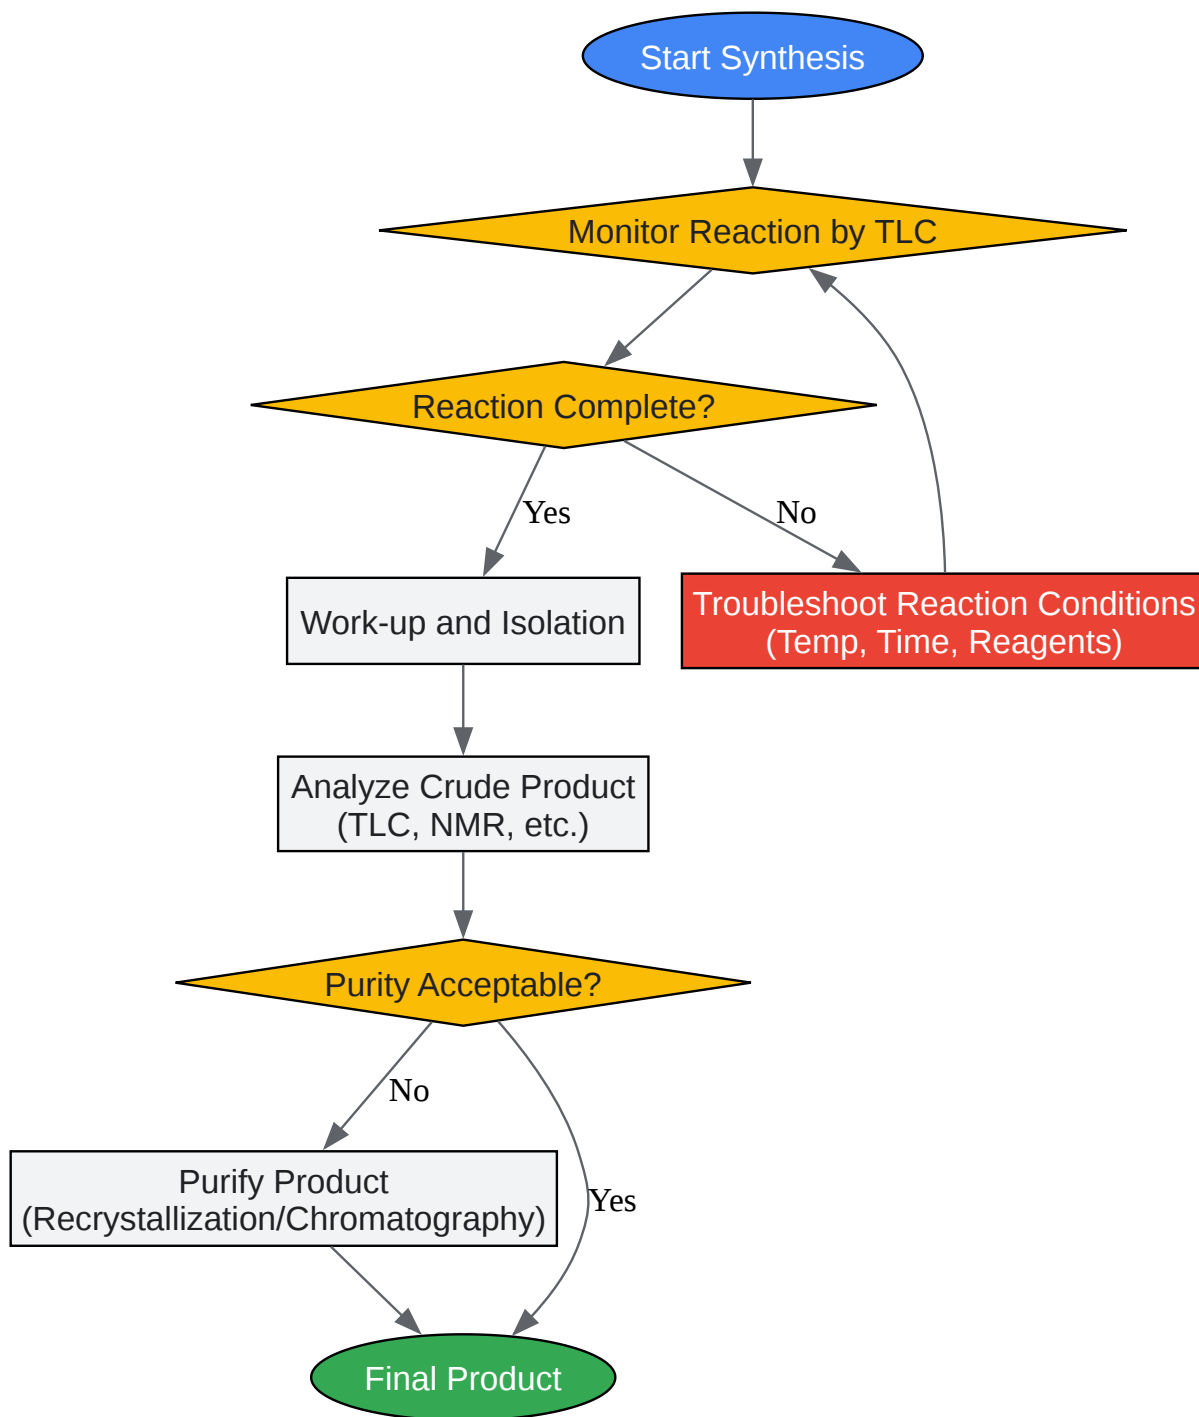 Start Synthesis
Monitor Reaction by TLC
Reaction Complete?
Yes
No
Work-up and Isolation
Troubleshoot Reaction Conditions
(Temp, Time, Reagents)
Analyze Crude Product
(TLC, NMR, etc.)
Purity Acceptable?
No
Purify Product
(Recrystallization/Chromatography)
Yes
Final Product